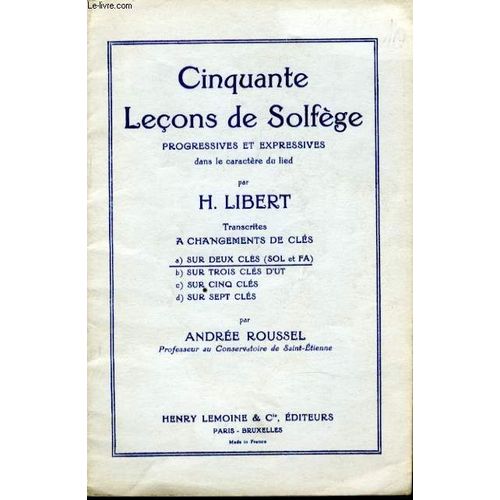 Cinquante
Leçons de Solfège
PROGRESSIVES ET EXPRESSIVES
dans le caractère du lied
par
H. LIBERT
Transcrites
A CHANGEMENTS DE CLÉS
a) SUR DEUX CLÉS (SOL et FA)
b) SUR TROIS CLÉS D'UT
c) SUR CINQ CLÉS
d) SUR SEPT CLÉS
par
ANDRÉE ROUSSEL
Professeur au Conservatoire de Saint-Étienne
HENRY LEMOINE & Cie, ÉDITEURS
PARIS - BRUXELLES
Made in France
Le-livre.com